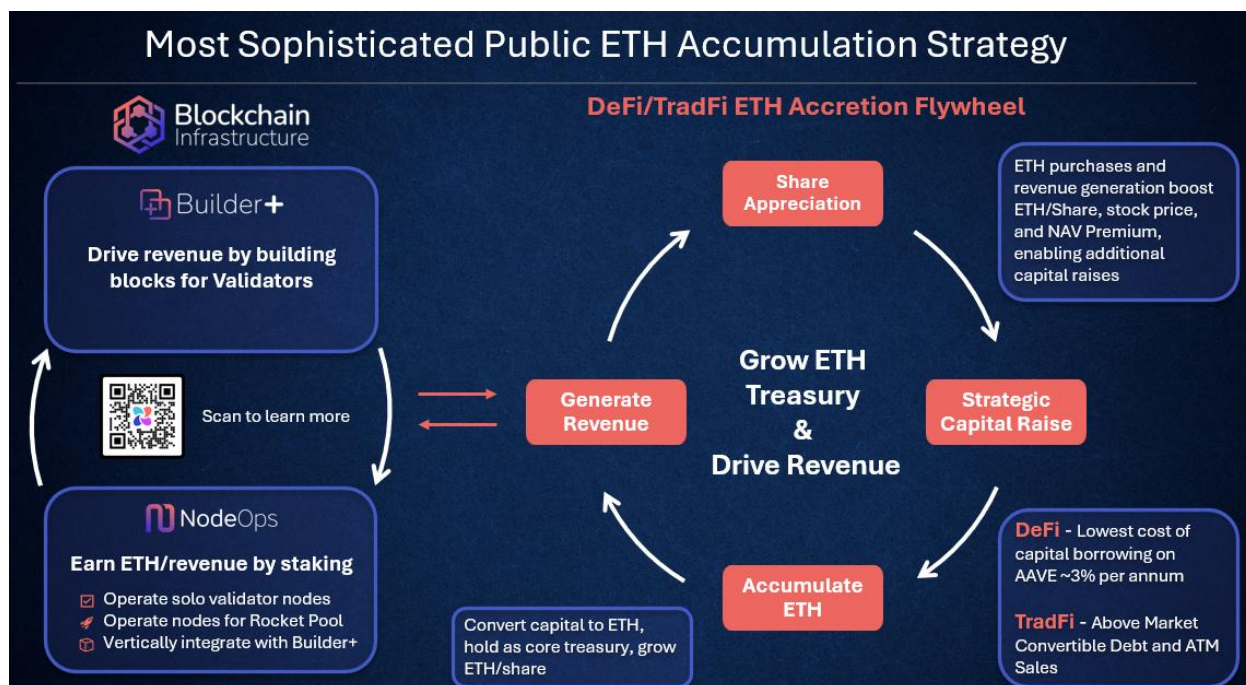 Most Sophisticated Public ETH Accumulation Strategy
Blockchain
Infrastructure
Builder+
Drive revenue by building
blocks for Validators
Scan to learn more
NodeOps
Earn ETH/revenue by staking
Operate solo validator nodes
Operate nodes for Rocket Pool
Vertically integrate with Builder+
DeFi/TradFi ETH Accretion Flywheel
Share
Appreciation
ETH purchases and
revenue generation boost
ETH/Share, stock price,
and NAV Premium,
enabling additional
capital raises
Generate
Revenue
Grow ETH
Treasury
&
Drive Revenue
Strategic
Capital Raise
Accumulate
ETH
Convert capital to ETH,
hold as core treasury, grow
ETH/share
DeFi - Lowest cost of
capital borrowing on
AAVE ~3% per annum
TradFi - Above Market
Convertible Debt and ATM
Sales